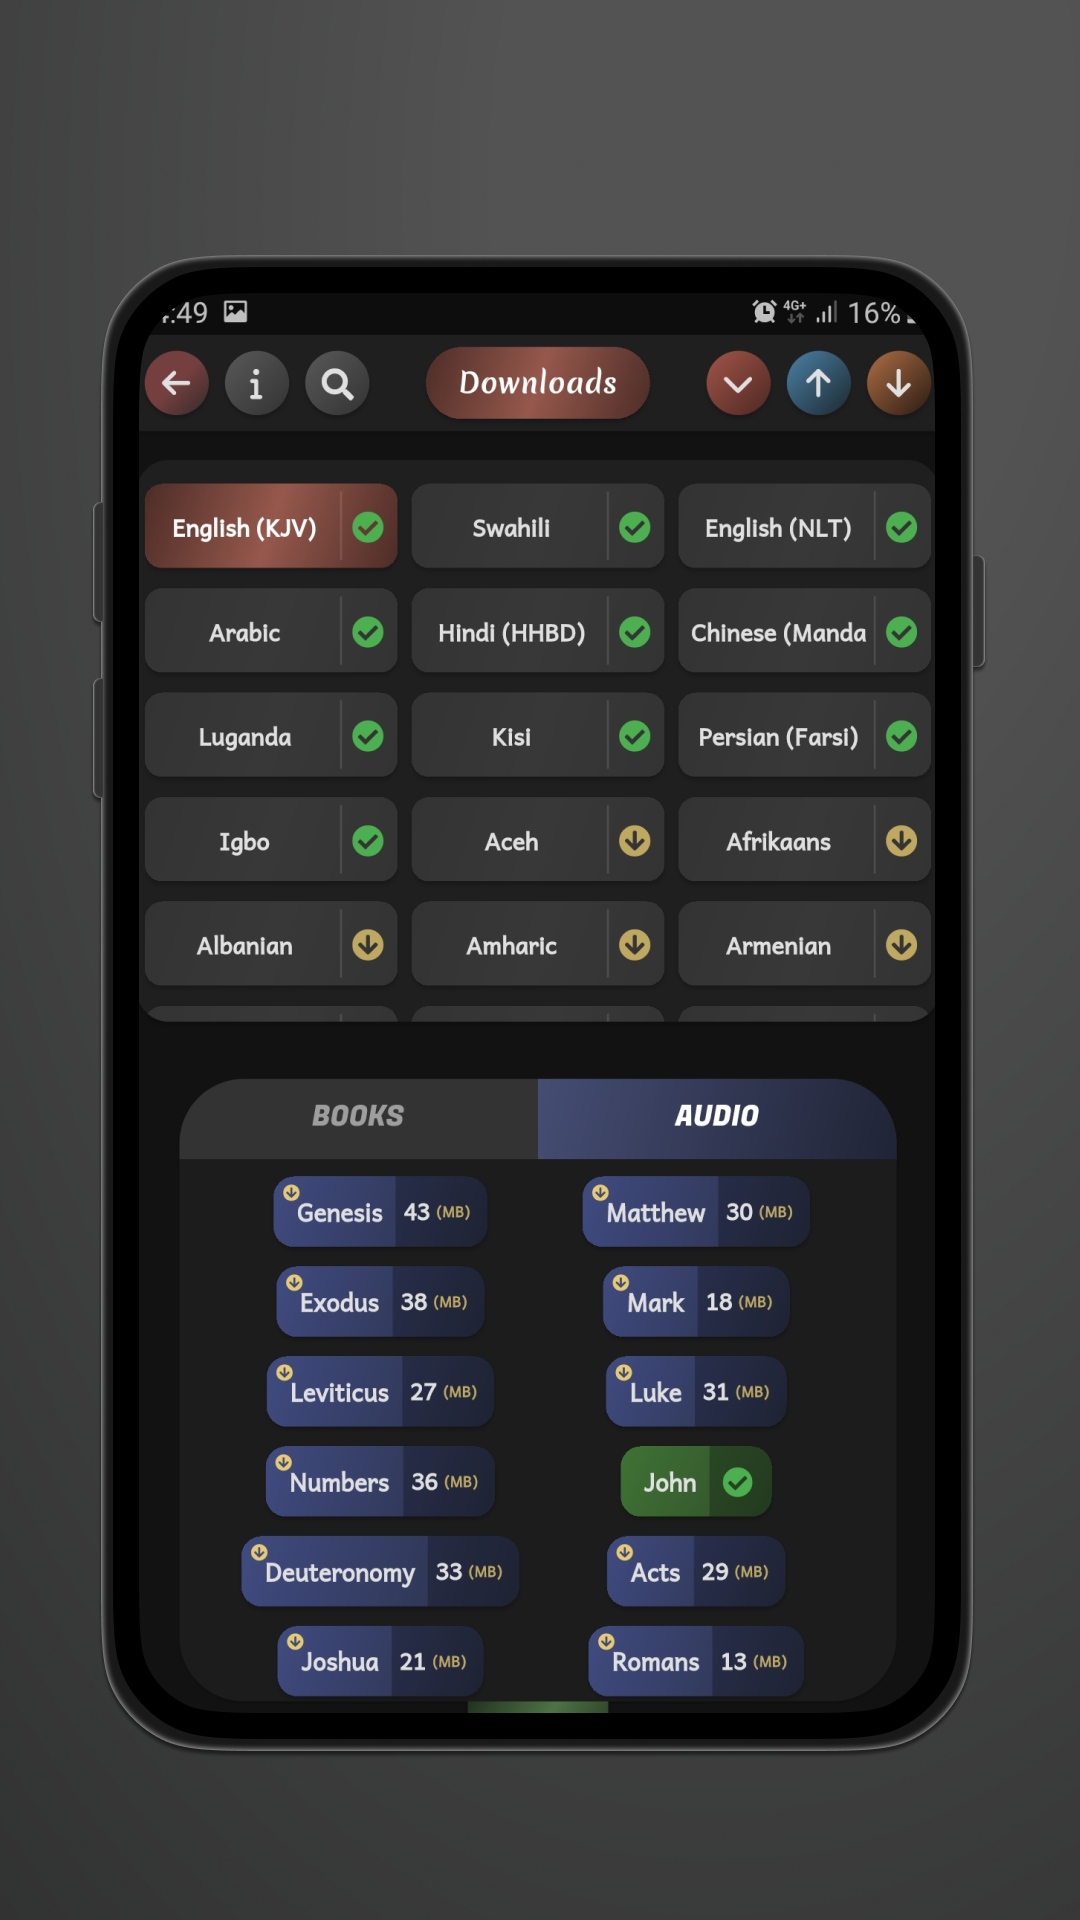 :49 4G+ 16%
Downloads
English (KJV) Swahili English (NLT)
Arabic Hindi (HHBD) Chinese (Manda
Luganda Kisi Persian (Farsi)
Igbo Aceh Afrikaans
Albanian Amharic Armenian
BOOKS AUDIO
Genesis 43 (MB) Matthew 30 (MB)
Exodus 38 (MB) Mark 18 (MB)
Leviticus 27 (MB) Luke 31 (MB)
Numbers 36 (MB) John
Deuteronomy 33 (MB) Acts 29 (MB)
Joshua 21 (MB) Romans 13 (MB)